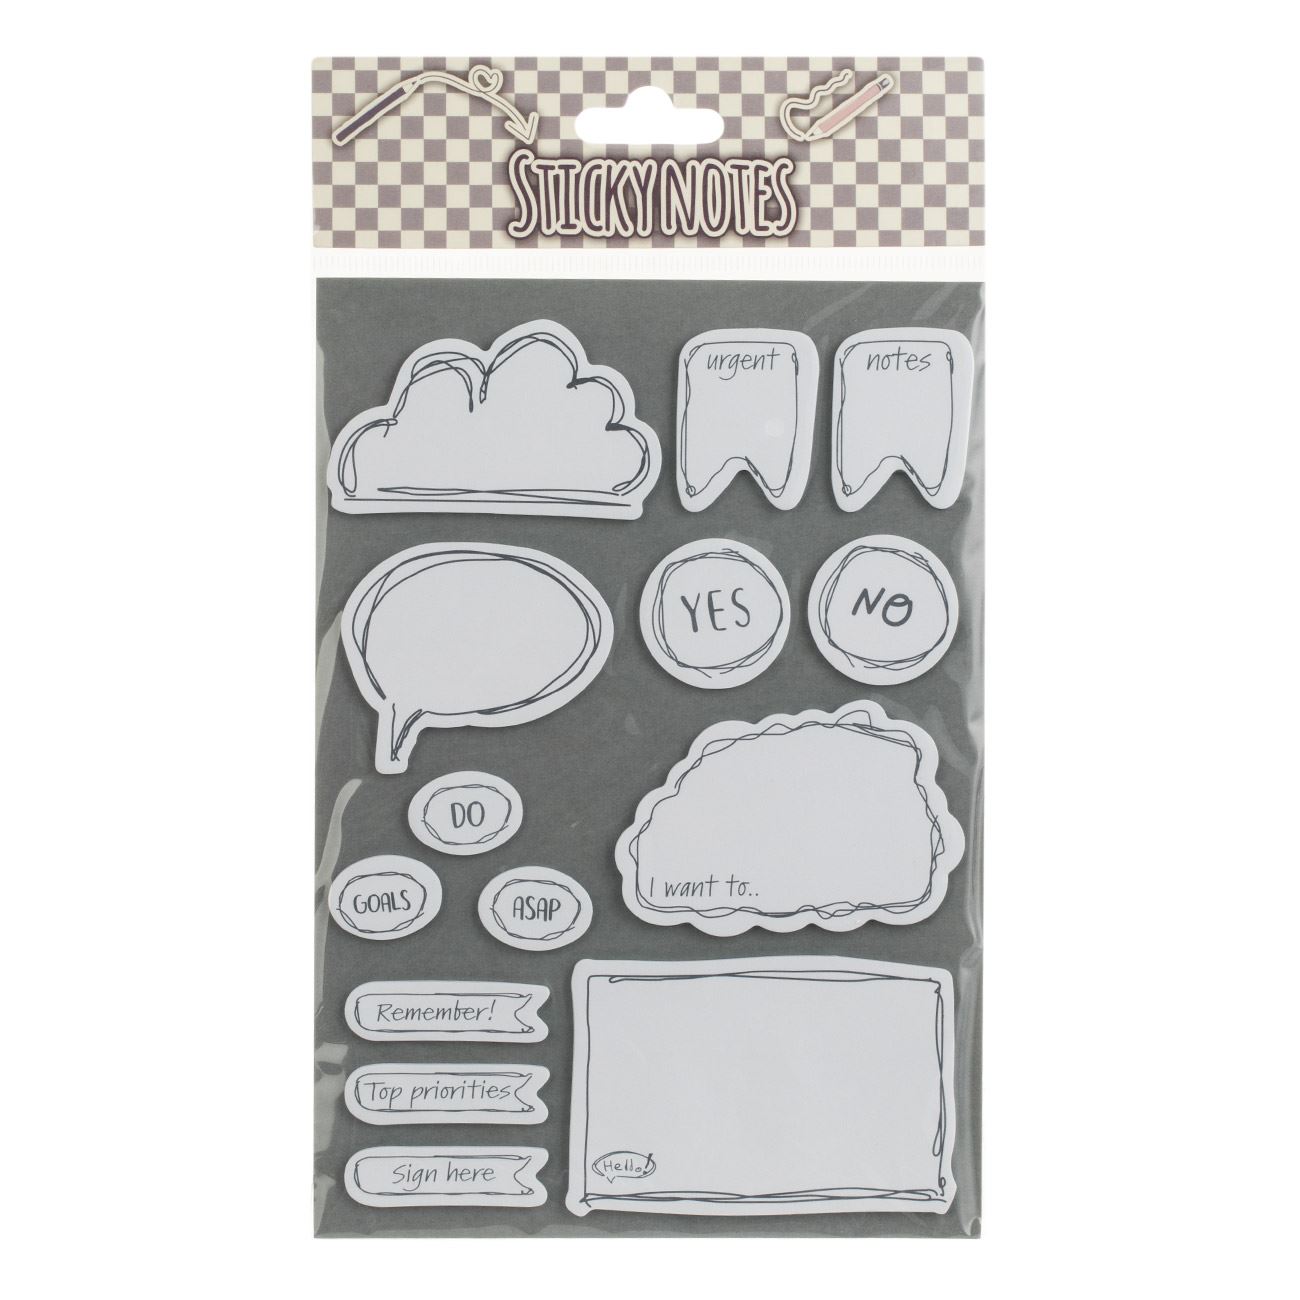 STICKY NOTES
urgent
notes
YES
NO
DO
GOALS
ASAP
I want to..
Remember!
Top priorities
Sign here
Hello!